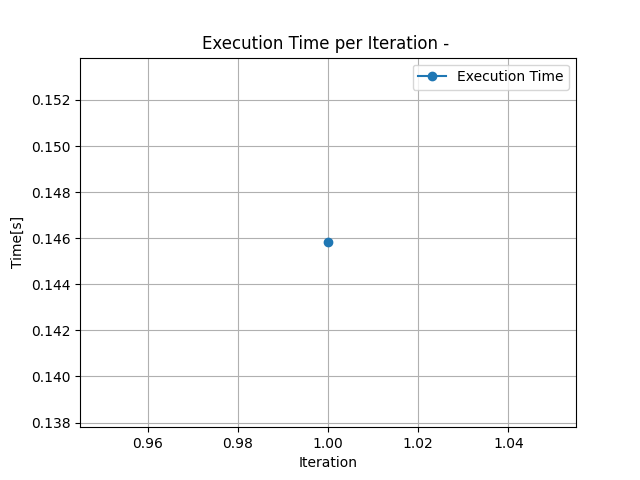 Execution Time per Iteration -
Execution Time
0.152
0.150
0.148
0.146
0.144
0.142
0.140
0.138
Time[s]
0.96 0.98 1.00 1.02 1.04
Iteration